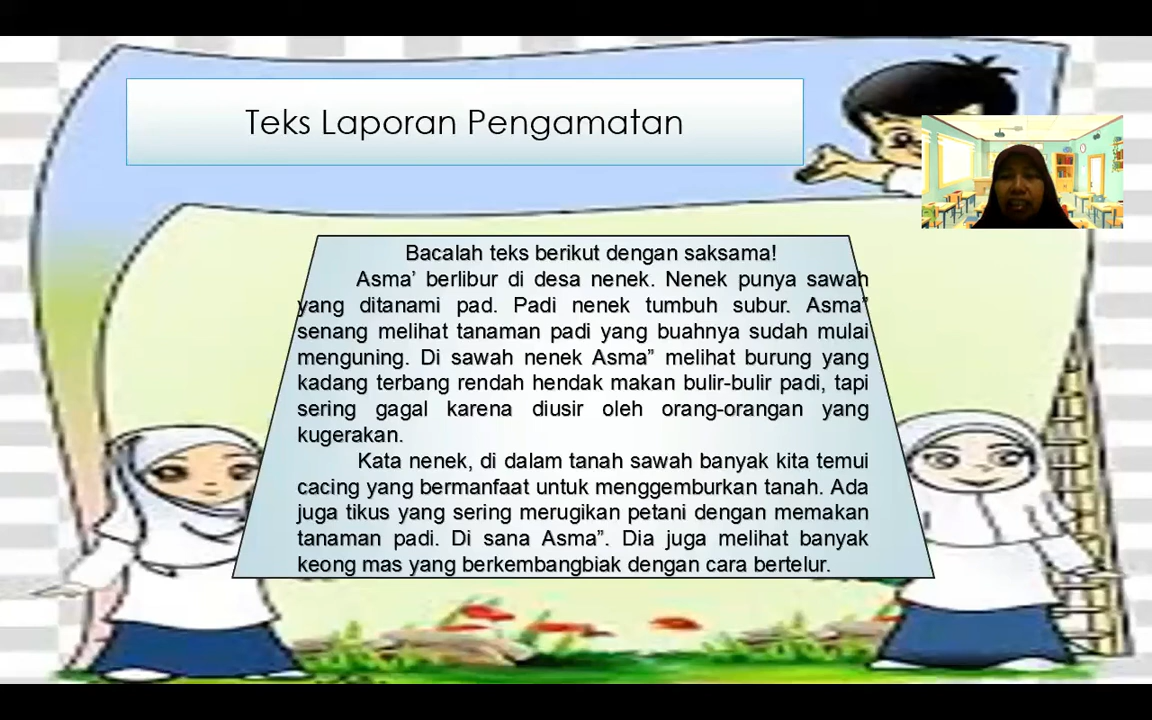 Teks Laporan Pengamatan
Bacalah teks berikut dengan saksama!
Asma’ berlibur di desa nenek. Nenek punya sawah
yang ditanami pad. Padi nenek tumbuh subur. Asma”
senang melihat tanaman padi yang buahnya sudah mulai
menguning. Di sawah nenek Asma” melihat burung yang
kadang terbang rendah hendak makan bulir-bulir padi, tapi
sering gagal karena diusir oleh orang-orangan yang
kugerakan.
Kata nenek, di dalam tanah sawah banyak kita temui
cacing yang bermanfaat untuk menggemburkan tanah. Ada
juga tikus yang sering merugikan petani dengan memakan
tanaman padi. Di sana Asma”. Dia juga melihat banyak
keong mas yang berkembangbiak dengan cara bertelur.